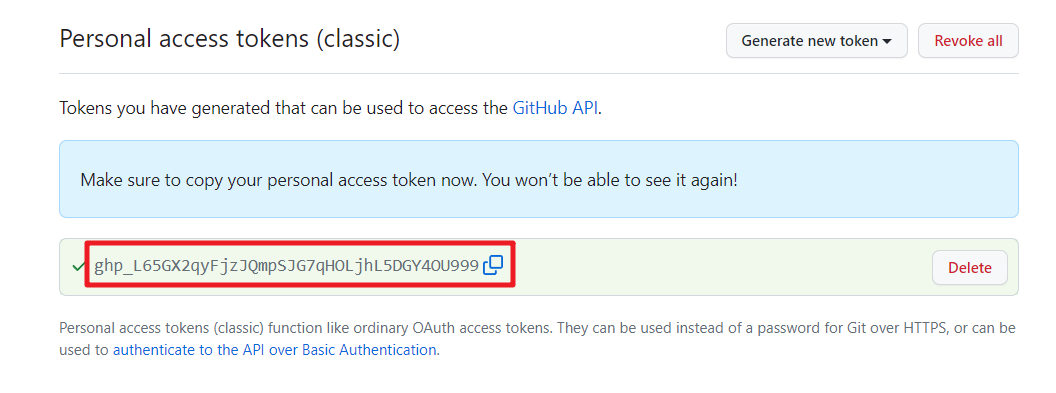 Personal access tokens (classic)
Generate new token
Revoke all
Tokens you have generated that can be used to access the GitHub API.
Make sure to copy your personal access token now. You won’t be able to see it again!
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
Delete
Personal access tokens (classic) function like ordinary OAuth access tokens. They can be used instead of a password for Git over HTTPS, or can be
used to authenticate to the API over Basic Authentication.